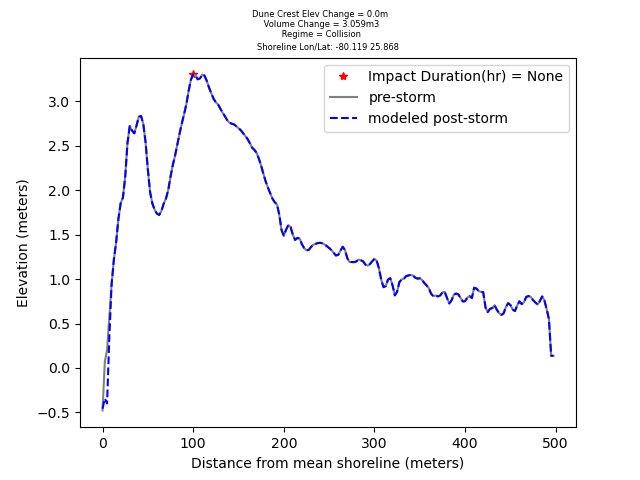 Dune Crest Elev Change = 0.0m
Volume Change = 3.059m3
Regime = Collision
Shoreline Lon/Lat: -80.119 25.868
Impact Duration(hr) = None
pre-storm
modeled post-storm
Elevation (meters)
3.0
2.5
2.0
1.5
1.0
0.5
0.0
−0.5
0 100 200 300 400 500
Distance from mean shoreline (meters)